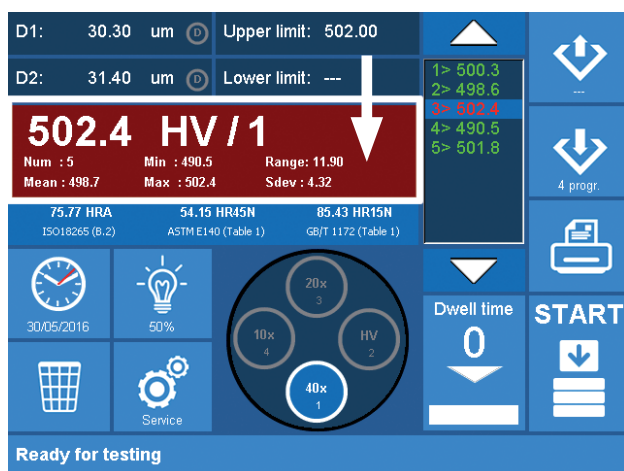 D1: 30.30 um D
Upper limit: 502.00
D2: 31.40 um D
Lower limit: ---
502.4 HV / 1
Num : 5 Min : 490.5 Range: 11.90
Mean : 498.7 Max : 502.4 Sdev : 4.32
75.77 HRA 54.15 HR45N 85.43 HR15N
ISO18265 (B.2) ASTM E140 (Table 1) GB/T 1172 (Table 1)
1> 500.3
2> 498.6
3> 502.4
4> 490.5
5> 501.8
---
4 progr.
30/05/2016
50%
Service
20x
3
10x
4
HV
2
40x
1
Dwell time
0
START
Ready for testing